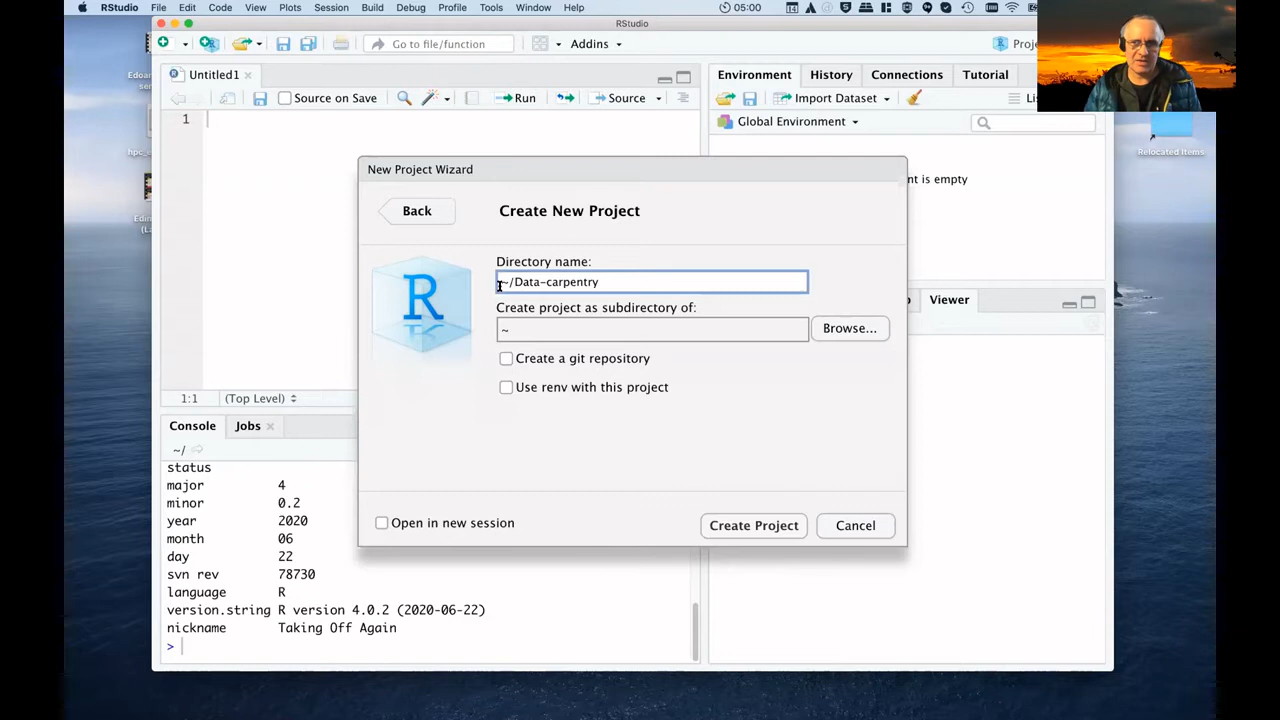 RStudio File Edit Code View Plots Session Build Debug Profile Tools Window Help 05:00
RStudio
Go to file/function
Addins
Untitled1
Source on Save
Run
Source
1
1:1 (Top Level)
Console Jobs
~/
status
major 4
minor 0.2
year 2020
month 06
day 22
svn rev 78730
language R
version.string R version 4.0.2 (2020-06-22)
nickname Taking Off Again
>
New Project Wizard
Back
Create New Project
R
Directory name:
~/Data-carpentry
Create project as subdirectory of:
~
Browse...
Create a git repository
Use renv with this project
Open in new session
Create Project
Cancel
Environment History Connections Tutorial
Import Dataset
Global Environment
nt is empty
Viewer
Relocated Items